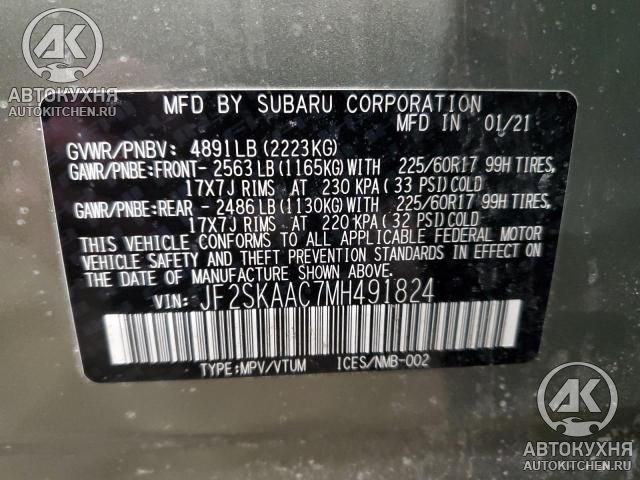 АВТОКУХНЯ
AUTOKITCHEN.RU
MFD BY SUBARU CORPORATION
MFD IN 01/21
GVWR/PNBV: 4891LB (2223KG)
GAWR/PNBE:FRONT- 2563LB(1165KG)WITH 225/60R17 99H TIRES,
17X7J RIMS AT 230 KPA (33 PSI)COLD
GAWR/PNBE:REAR - 2486LB(1130KG)WITH 225/60R17 99H TIRES,
17X7J RIMS AT 220 KPA (32 PSI)COLD
THIS VEHICLE CONFORMS TO ALL APPLICABLE FEDERAL MOTOR
VEHICLE SAFETY AND THEFT PREVENTION STANDARDS IN EFFECT
ON THE DATE OF MANUFACTURE SHOWN ABOVE.
VIN: JF2SKAAC7MH491824
TYPE:MPV/VTUM ICES/NMB-002
АК
АВТОКУХНЯ
AUTOKITCHEN.RU